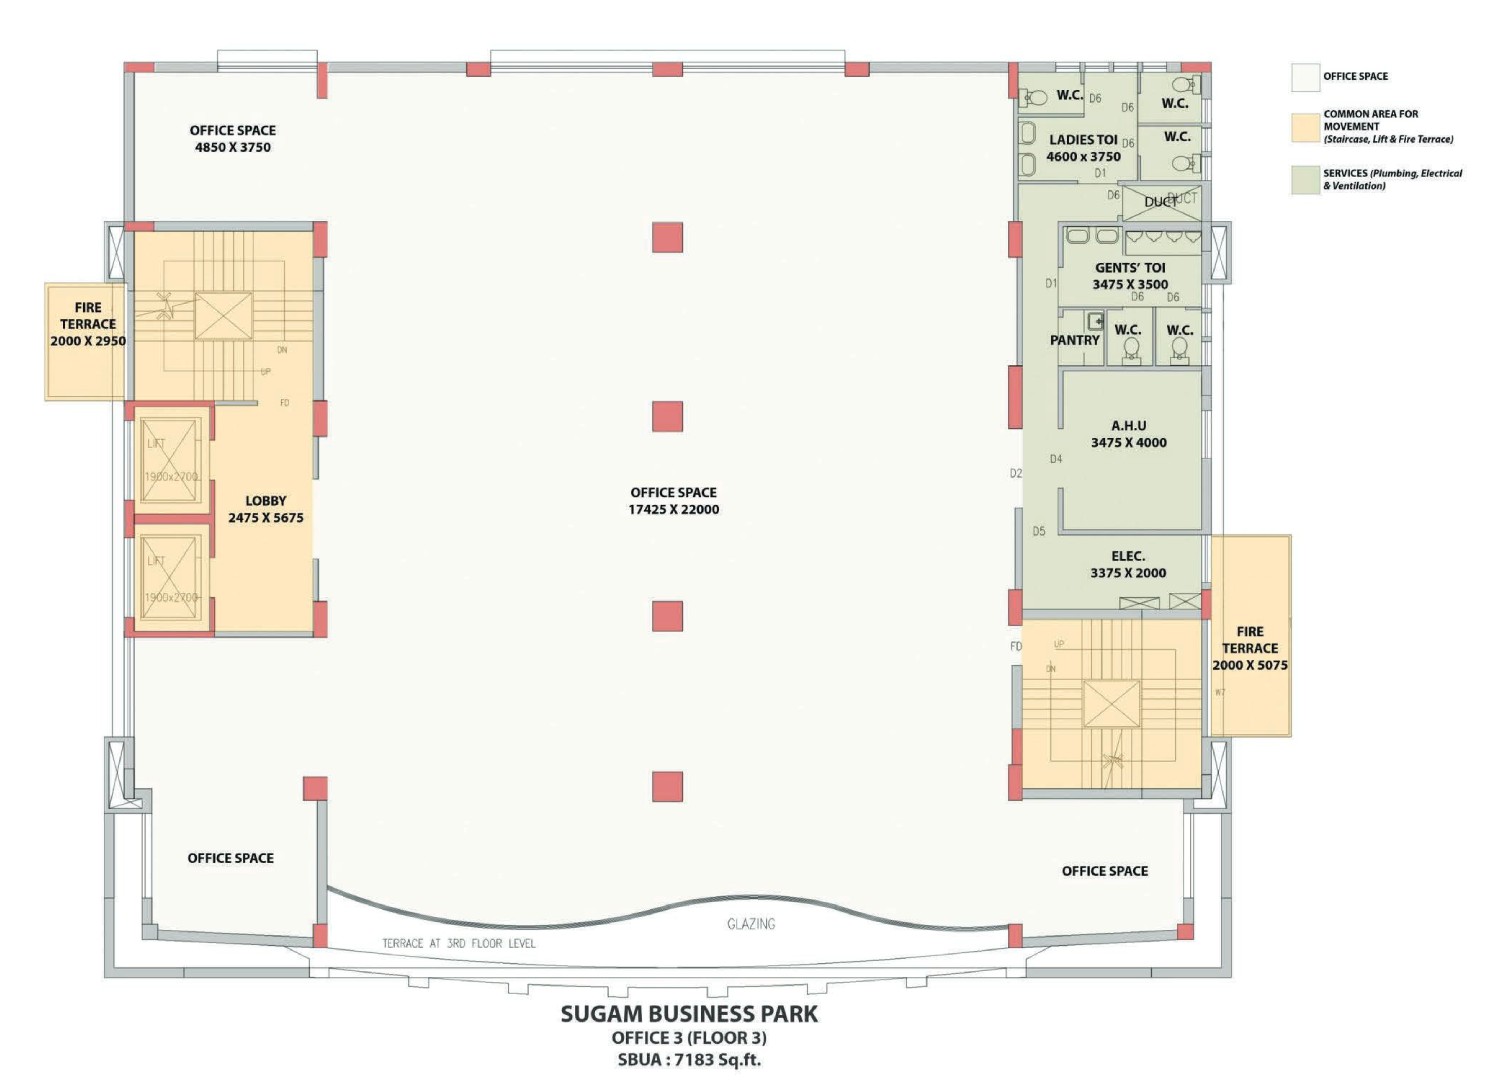 OFFICE SPACE
4850 X 3750
W.C.
D6
D6
W.C.
LADIES TOI
4600 x 3750
D6
W.C.
D1
D6
DUCT
DUCT
OFFICE SPACE
COMMON AREA FOR
MOVEMENT
(Staircase, Lift & Fire Terrace)
SERVICES (Plumbing, Electrical
& Ventilation)
GENTS' TOI
3475 X 3500
D1
D6
D6
PANTRY
W.C.
W.C.
FIRE
TERRACE
2000 X 2950
DN
UP
FD
LIFT
1900x2700
LOBBY
2475 X 5675
LIFT
1900x2700
OFFICE SPACE
17425 X 22000
A.H.U
3475 X 4000
D4
D2
D5
ELEC.
3375 X 2000
FD
UP
DN
FIRE
TERRACE
2000 X 5075
W7
OFFICE SPACE
OFFICE SPACE
GLAZING
TERRACE AT 3RD FLOOR LEVEL
SUGAM BUSINESS PARK
OFFICE 3 (FLOOR 3)
SBUA : 7183 Sq.ft.